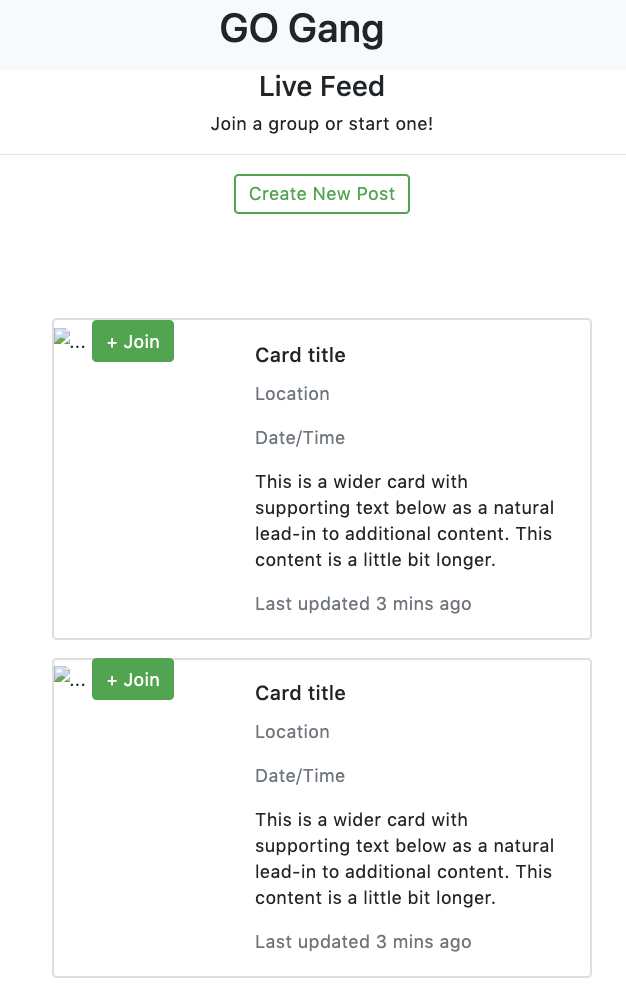 GO Gang
Live Feed
Join a group or start one!
Create New Post
...
+ Join
Card title
Location
Date/Time
This is a wider card with
supporting text below as a natural
lead-in to additional content. This
content is a little bit longer.
Last updated 3 mins ago
...
+ Join
Card title
Location
Date/Time
This is a wider card with
supporting text below as a natural
lead-in to additional content. This
content is a little bit longer.
Last updated 3 mins ago